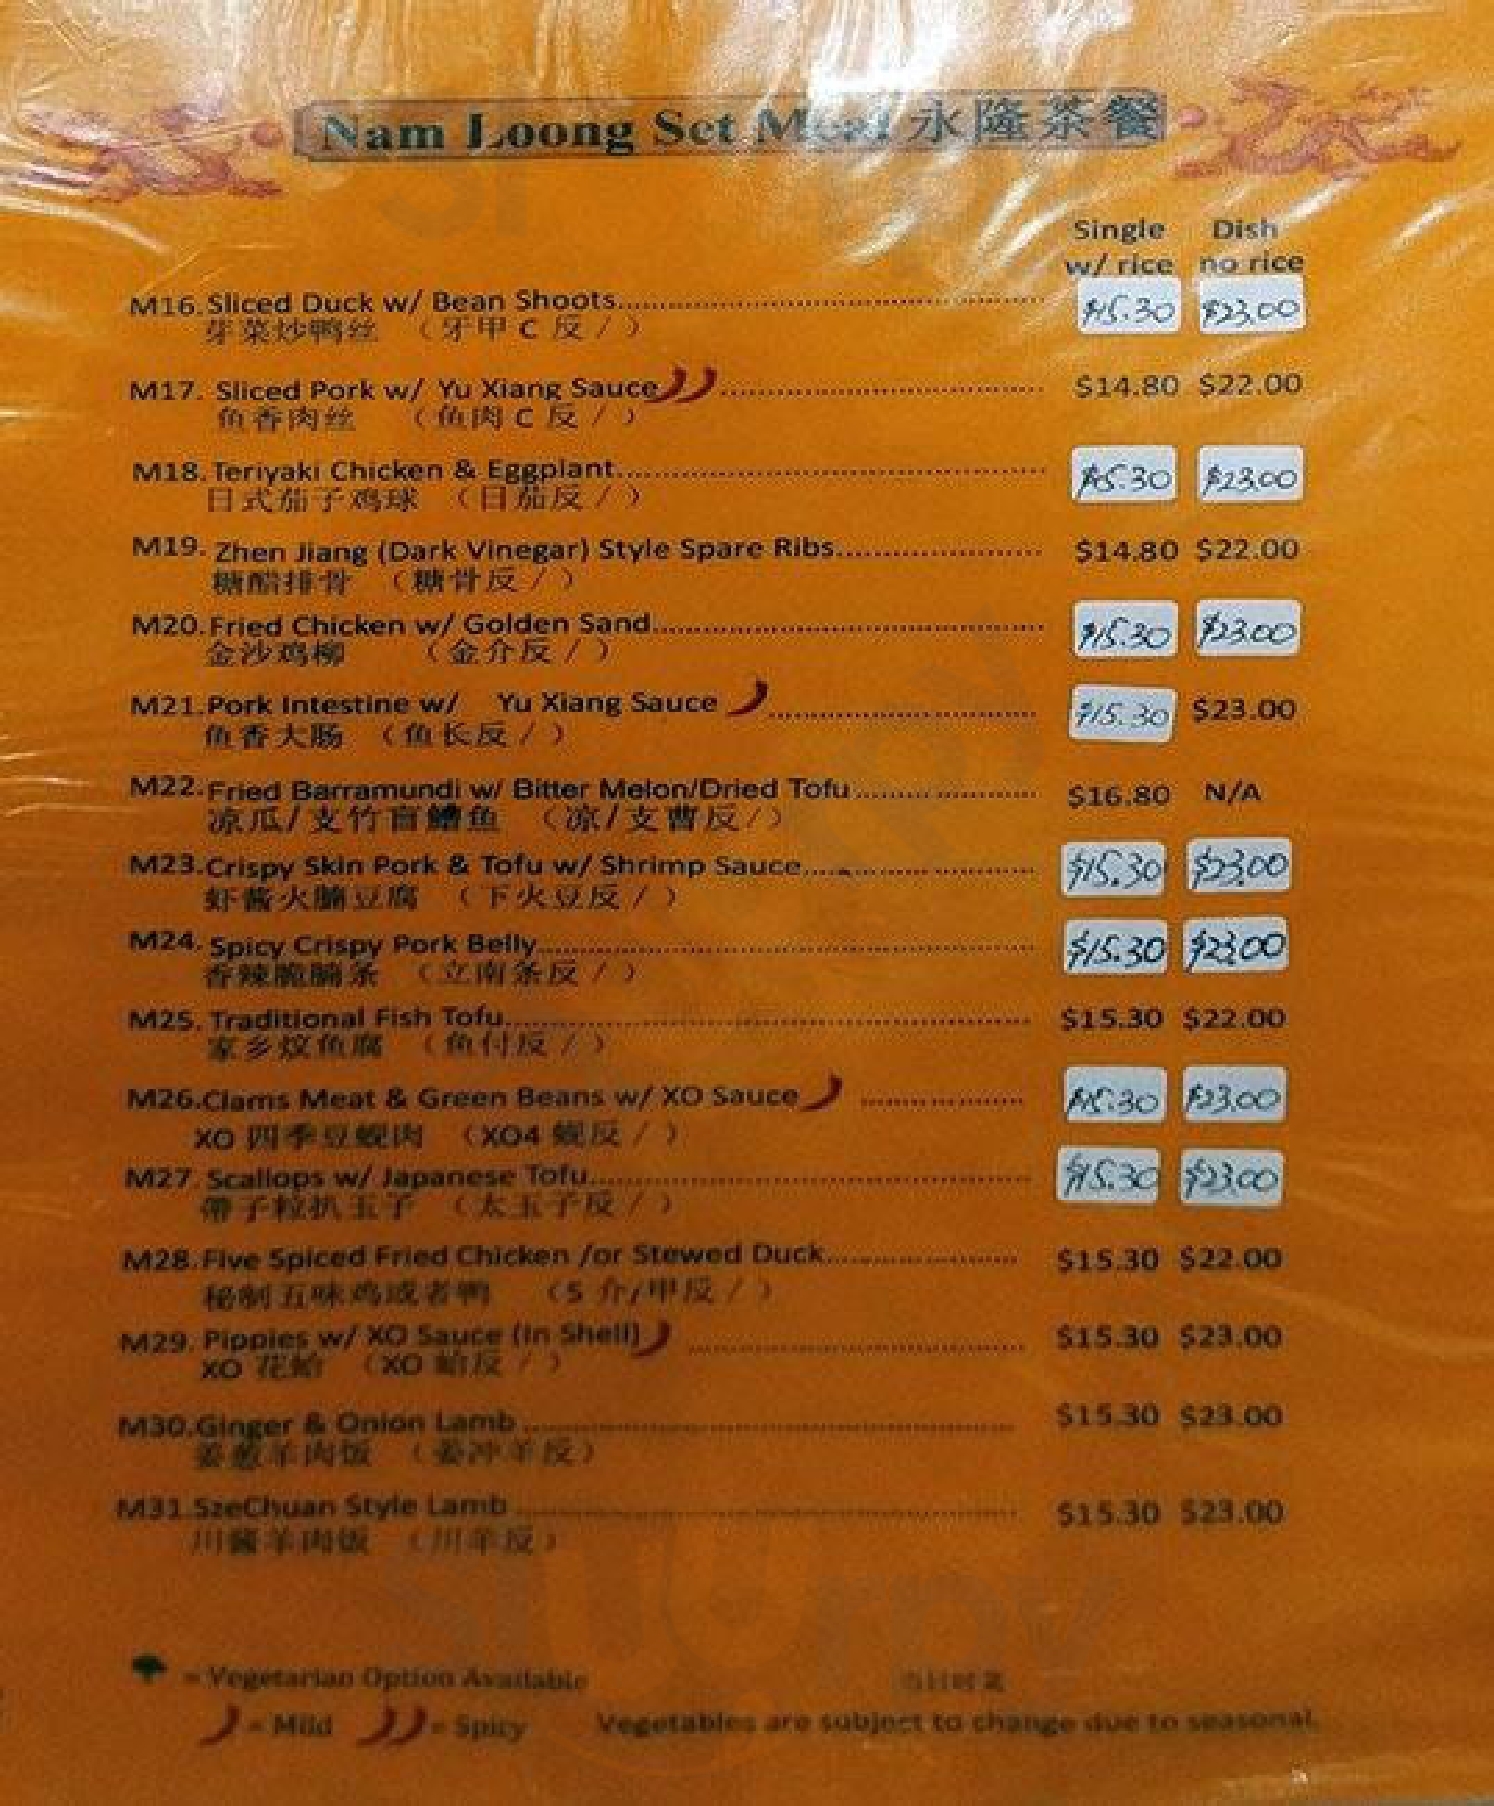 Nam Loong Set Meal 永隆茶餐
Single Dish
w/ rice no rice
M16. Sliced Duck w/ Bean Shoots.......... $15.30 $23.00
芽菜炒鸭丝 （牙甲 C 反 / ）
M17. Sliced Pork w/ Yu Xiang Sauce .......... $14.80 $22.00
鱼香肉丝 （鱼肉 C 反 / ）
M18. Teriyaki Chicken & Eggplant.......... $15.30 $23.00
日式茄子鸡球 （日茄反 / ）
M19. Zhen Jiang (Dark Vinegar) Style Spare Ribs.......... $14.80 $22.00
糖醋排骨 （糖骨反 / ）
M20. Fried Chicken w/ Golden Sand.......... $15.30 $23.00
金沙鸡柳 （金介反 / ）
M21. Pork Intestine w/ Yu Xiang Sauce .......... $15.30 $23.00
鱼香大肠 （鱼长反 / ）
M22. Fried Barramundi w/ Bitter Melon/Dried Tofu.......... $16.80 N/A
凉瓜/支竹盲鰽鱼 （凉/支曹反/）
M23. Crispy Skin Pork & Tofu w/ Shrimp Sauce.......... $15.30 $23.00
虾酱火腩豆腐 （下火豆反 / ）
M24. Spicy Crispy Pork Belly.......... $15.30 $23.00
香辣脆腩条 （立南条反 / ）
M25. Traditional Fish Tofu.......... $15.30 $22.00
家乡炆鱼腐 （鱼付反 / ）
M26. Clams Meat & Green Beans w/ XO Sauce .......... $15.30 $23.00
XO 四季豆蚬肉 （XO4 蚬反 / ）
M27. Scallops w/ Japanese Tofu.......... $15.30 $23.00
带子粒扒玉子 （太玉子反 / ）
M28. Five Spiced Fried Chicken /or Stewed Duck.......... $15.30 $22.00
秘制五味鸡或者鸭 （5 介/甲反 / ）
M29. Pippies w/ XO Sauce (In Shell) .......... $15.30 $23.00
XO 花蛤 （XO 蛤反 / ）
M30. Ginger & Onion Lamb .......... $15.30 $23.00
姜葱羊肉饭 （姜冲羊反）
M31. SzeChuan Style Lamb .......... $15.30 $23.00
川酱羊肉饭 （川羊反）
= Vegetarian Option Available
= Mild = Spicy Vegetables are subject to change due to seasonal.